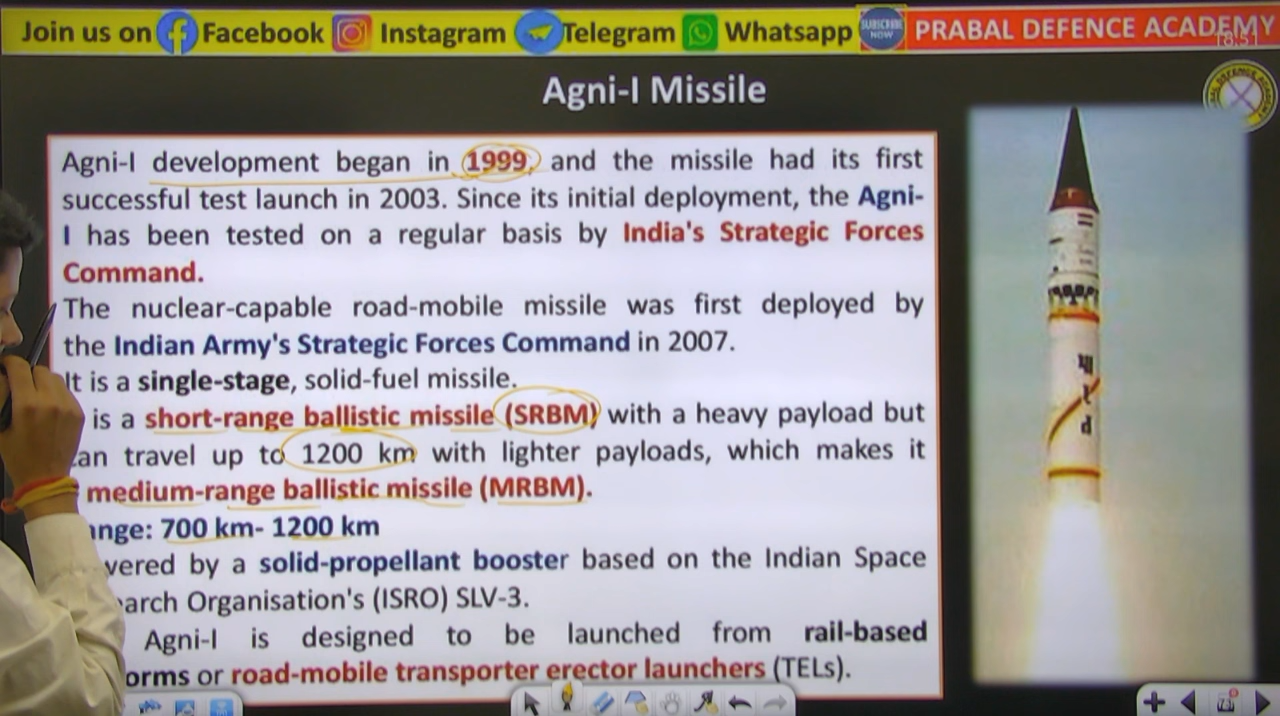 Join us on Facebook Instagram Telegram Whatsapp SUBSCRIBE NOW PRABAL DEFENCE ACADEMY
Agni-I Missile
Agni-I development began in 1999, and the missile had its first
successful test launch in 2003. Since its initial deployment, the Agni-
I has been tested on a regular basis by India's Strategic Forces
Command.
The nuclear-capable road-mobile missile was first deployed by
the Indian Army's Strategic Forces Command in 2007.
It is a single-stage, solid-fuel missile.
is a short-range ballistic missile (SRBM) with a heavy payload but
an travel up to 1200 km with lighter payloads, which makes it
medium-range ballistic missile (MRBM).
ange: 700 km- 1200 km
wered by a solid-propellant booster based on the Indian Space
arch Organisation's (ISRO) SLV-3.
Agni-I is designed to be launched from rail-based
orms or road-mobile transporter erector launchers (TELs).